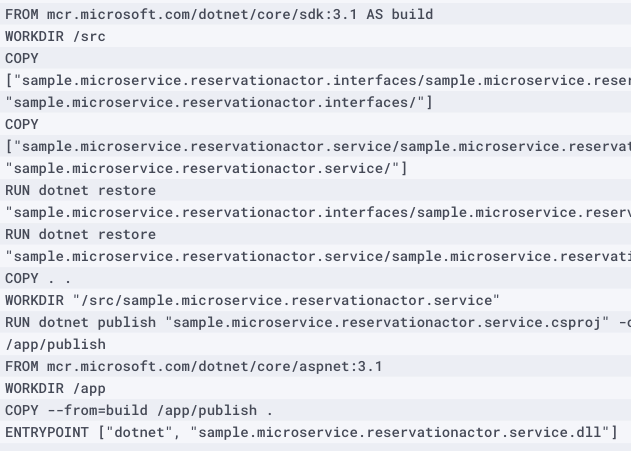 FROM mcr.microsoft.com/dotnet/core/sdk:3.1 AS build
WORKDIR /src
COPY
["sample.microservice.reservationactor.interfaces/sample.microservice.reser
"sample.microservice.reservationactor.interfaces/"]
COPY
["sample.microservice.reservationactor.service/sample.microservice.reservat
"sample.microservice.reservationactor.service/"]
RUN dotnet restore
"sample.microservice.reservationactor.interfaces/sample.microservice.reserv
RUN dotnet restore
"sample.microservice.reservationactor.service/sample.microservice.reservati
COPY . .
WORKDIR "/src/sample.microservice.reservationactor.service"
RUN dotnet publish "sample.microservice.reservationactor.service.csproj" -c
/app/publish
FROM mcr.microsoft.com/dotnet/core/aspnet:3.1
WORKDIR /app
COPY --from=build /app/publish .
ENTRYPOINT ["dotnet", "sample.microservice.reservationactor.service.dll"]